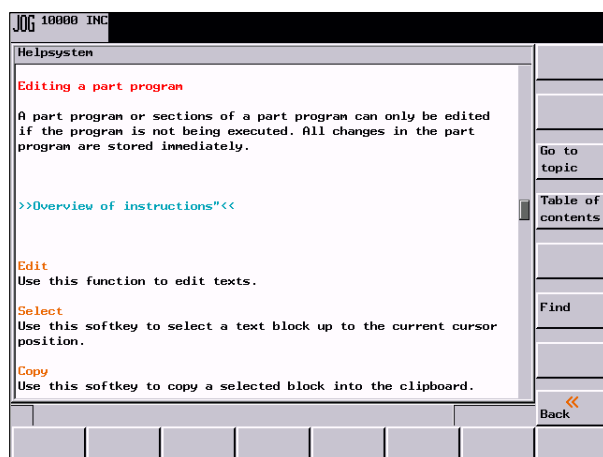 JOG 10000 INC
Helpsystem
Editing a part program
A part program or sections of a part program can only be edited
if the program is not being executed. All changes in the part
program are stored immediately.
>>Overview of instructions"<<
Edit
Use this function to edit texts.
Select
Use this softkey to select a text block up to the current cursor
position.
Copy
Use this softkey to copy a selected block into the clipboard.
Go to
topic
Table of
contents
Find
«
Back